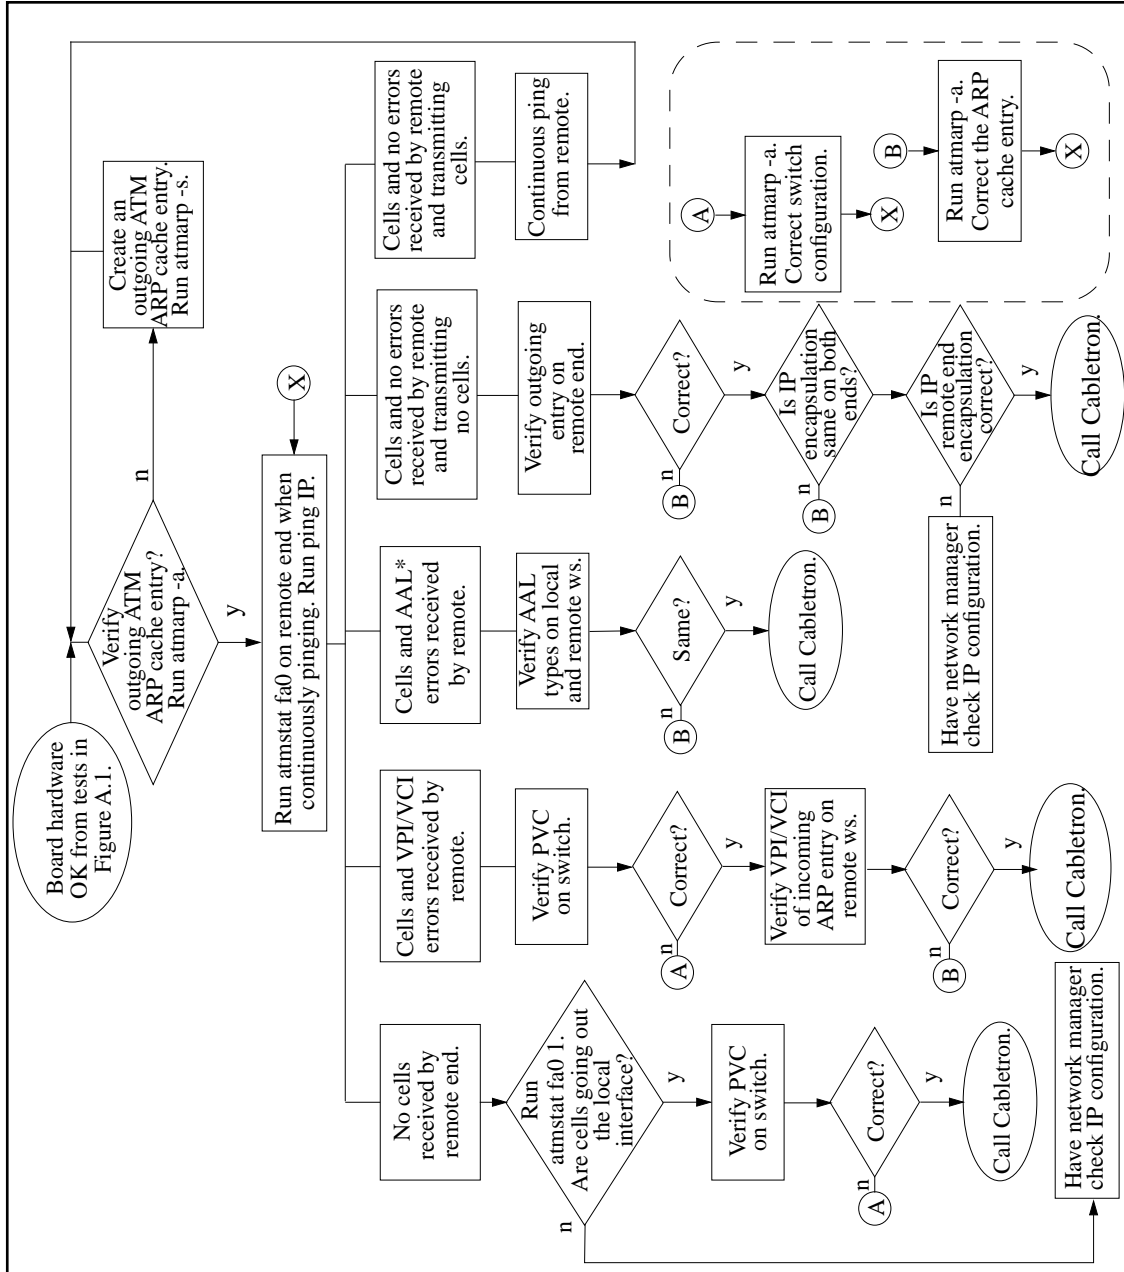 Board hardware
OK from tests in
Figure A.1.
Verify
outgoing ATM
ARP cache entry?
Run atmarp -a.
n
y
Create an
outgoing ATM
ARP cache entry.
Run atmarp -s.
Run atmstat fa0 on remote end when
continuously pinging. Run ping IP.
X
No cells
received by
remote end.
Run
atmstat fa0 1.
Are cells going out
the local
interface?
n
y
Verify PVC
on switch.
Correct?
n
A
y
Call Cabletron.
Have network manager
check IP configuration.
Cells and VPI/VCI
errors received by
remote.
Verify PVC
on switch.
Correct?
n
A
y
Verify VPI/VCI
of incoming
ARP entry on
remote ws.
Correct?
n
B
y
Call Cabletron.
Cells and AAL*
errors received
by remote.
Verify AAL
types on local
and remote ws.
Same?
n
B
y
Call Cabletron.
Cells and no errors
received by remote
and transmitting
no cells.
Verify outgoing
entry on
remote end.
Correct?
n
B
y
Is IP
encapsulation
same on both
ends?
n
B
y
Is IP
remote end
encapsulation
correct?
n
Have network manager
check IP configuration.
y
Call Cabletron.
Cells and no errors
received by remote
and transmitting
cells.
Continuous ping
from remote.
A
Run atmarp -a.
Correct switch
configuration.
X
B
Run atmarp -a.
Correct the ARP
cache entry.
X